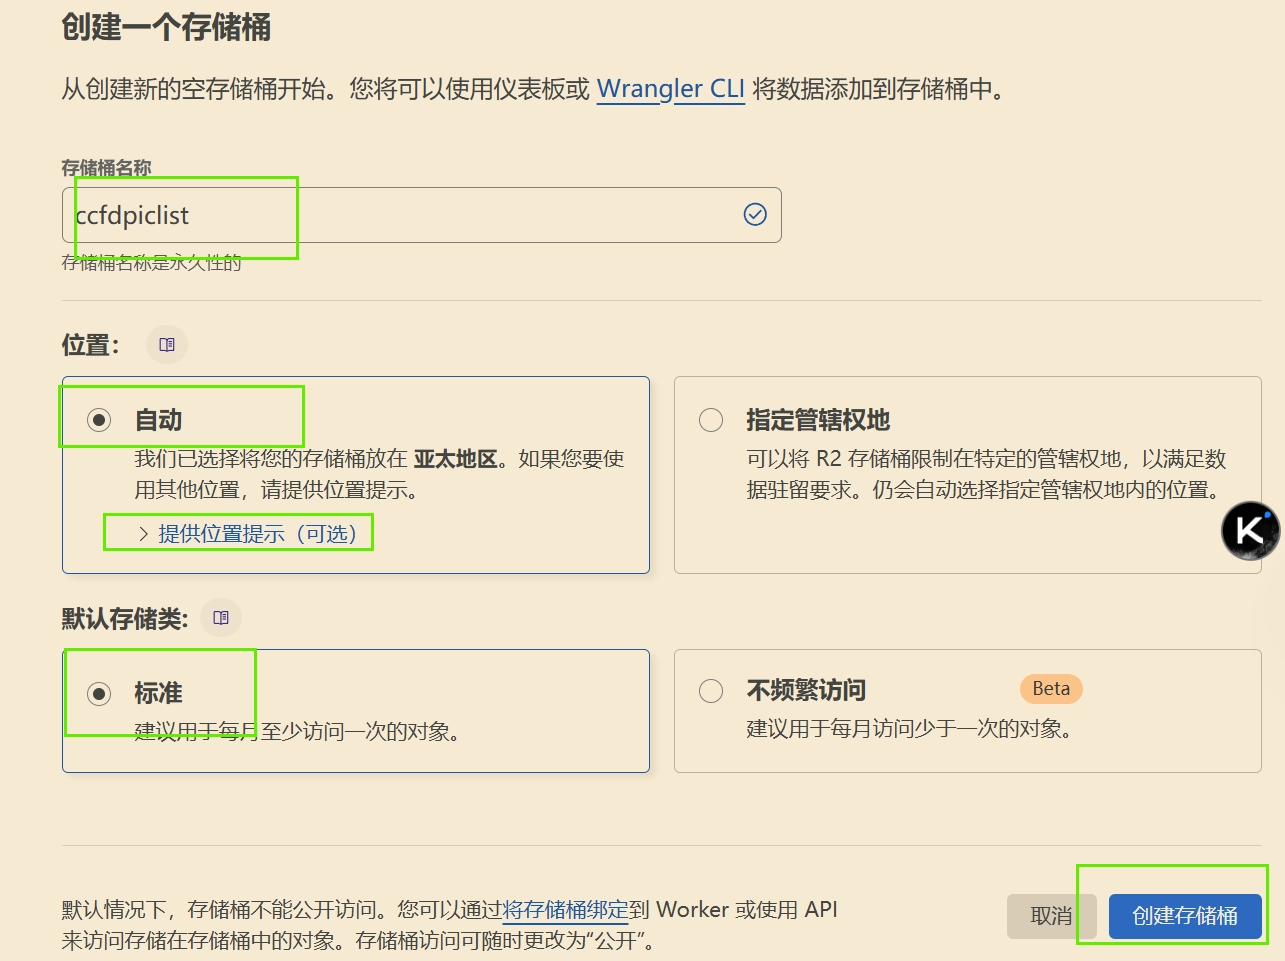 创建一个存储桶
从创建新的空存储桶开始。您将可以使用仪表板或 Wrangler CLI 将数据添加到存储桶中。
存储桶名称
ccfdpiclist
存储桶名称是永久性的
位置：
自动
我们已选择将您的存储桶放在 亚太地区。如果您要使
用其他位置，请提供位置提示。
> 提供位置提示（可选）
指定管辖权地
可以将 R2 存储桶限制在特定的管辖权地，以满足数
据驻留要求。仍会自动选择指定管辖权地内的位置。
K
默认存储类:
标准
建议用于每月至少访问一次的对象。
不频繁访问
Beta
建议用于每月访问少于一次的对象。
默认情况下，存储桶不能公开访问。您可以通过将存储桶绑定到 Worker 或使用 API
来访问存储在存储桶中的对象。存储桶访问可随时更改为“公开”。
取消
创建存储桶